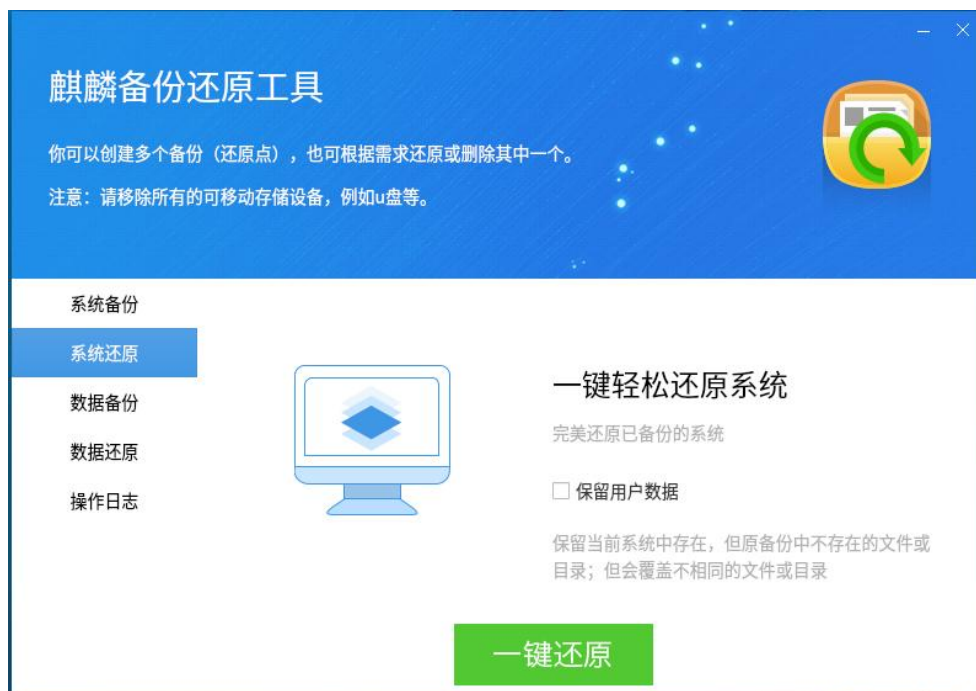 麒麟备份还原工具
你可以创建多个备份（还原点），也可根据需求还原或删除其中一个。
注意：请移除所有的可移动存储设备，例如u盘等。
系统备份
系统还原
数据备份
数据还原
操作日志
一键轻松还原系统
完美还原已备份的系统
保留用户数据
保留当前系统中存在，但原备份中不存在的文件或
目录；但会覆盖不相同的文件或目录
一键还原